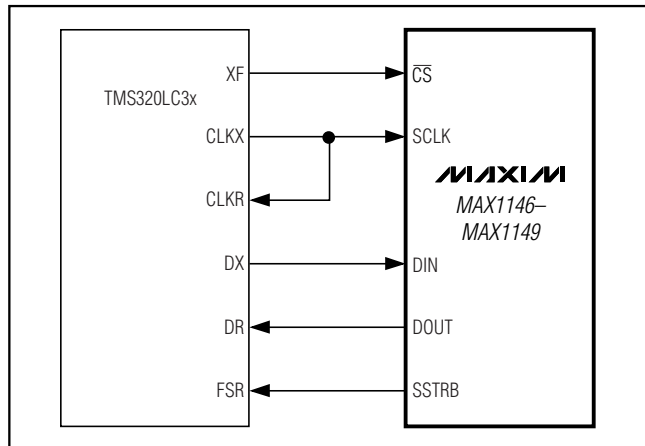 XF
CS
TMS320LC3x
CLKX
SCLK
MAXIM
CLKR
MAX1146–
MAX1149
DX
DIN
DR
DOUT
FSR
SSTRB